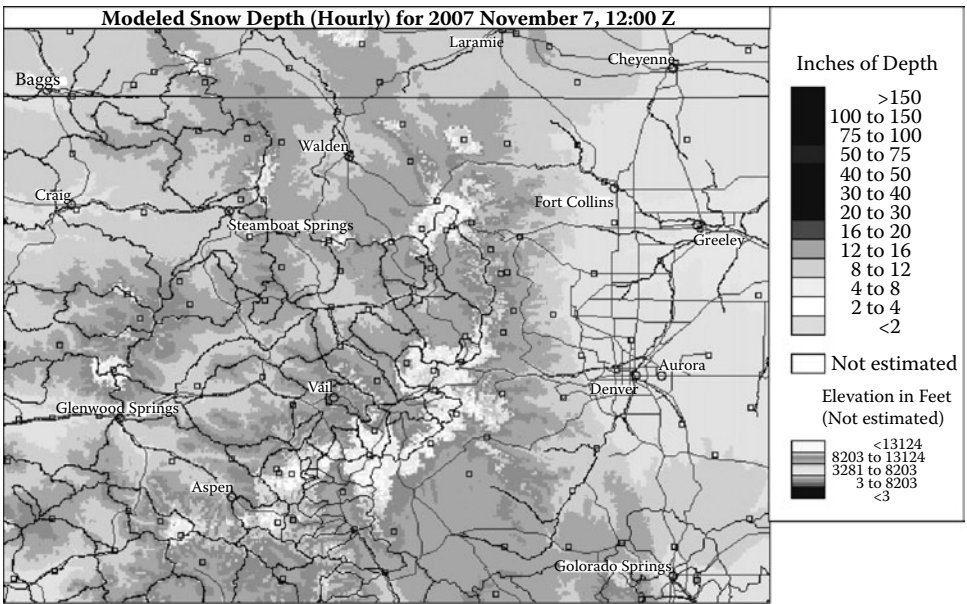 Modeled Snow Depth (Hourly) for 2007 November 7, 12:00 Z
Laramie
Cheyenne
Baggs
Walden
Craig
Fort Collins
Steamboat Springs
Greeley
Aurora
Denver
Vail
Glenwood Springs
Aspen
Golorado Springs
Inches of Depth
>150
100 to 150
75 to 100
50 to 75
40 to 50
30 to 40
20 to 30
16 to 20
12 to 16
8 to 12
4 to 8
2 to 4
<2
Not estimated
Elevation in Feet
(Not estimated)
<13124
8203 to 13124
3281 to 8203
3 to 8203
<3